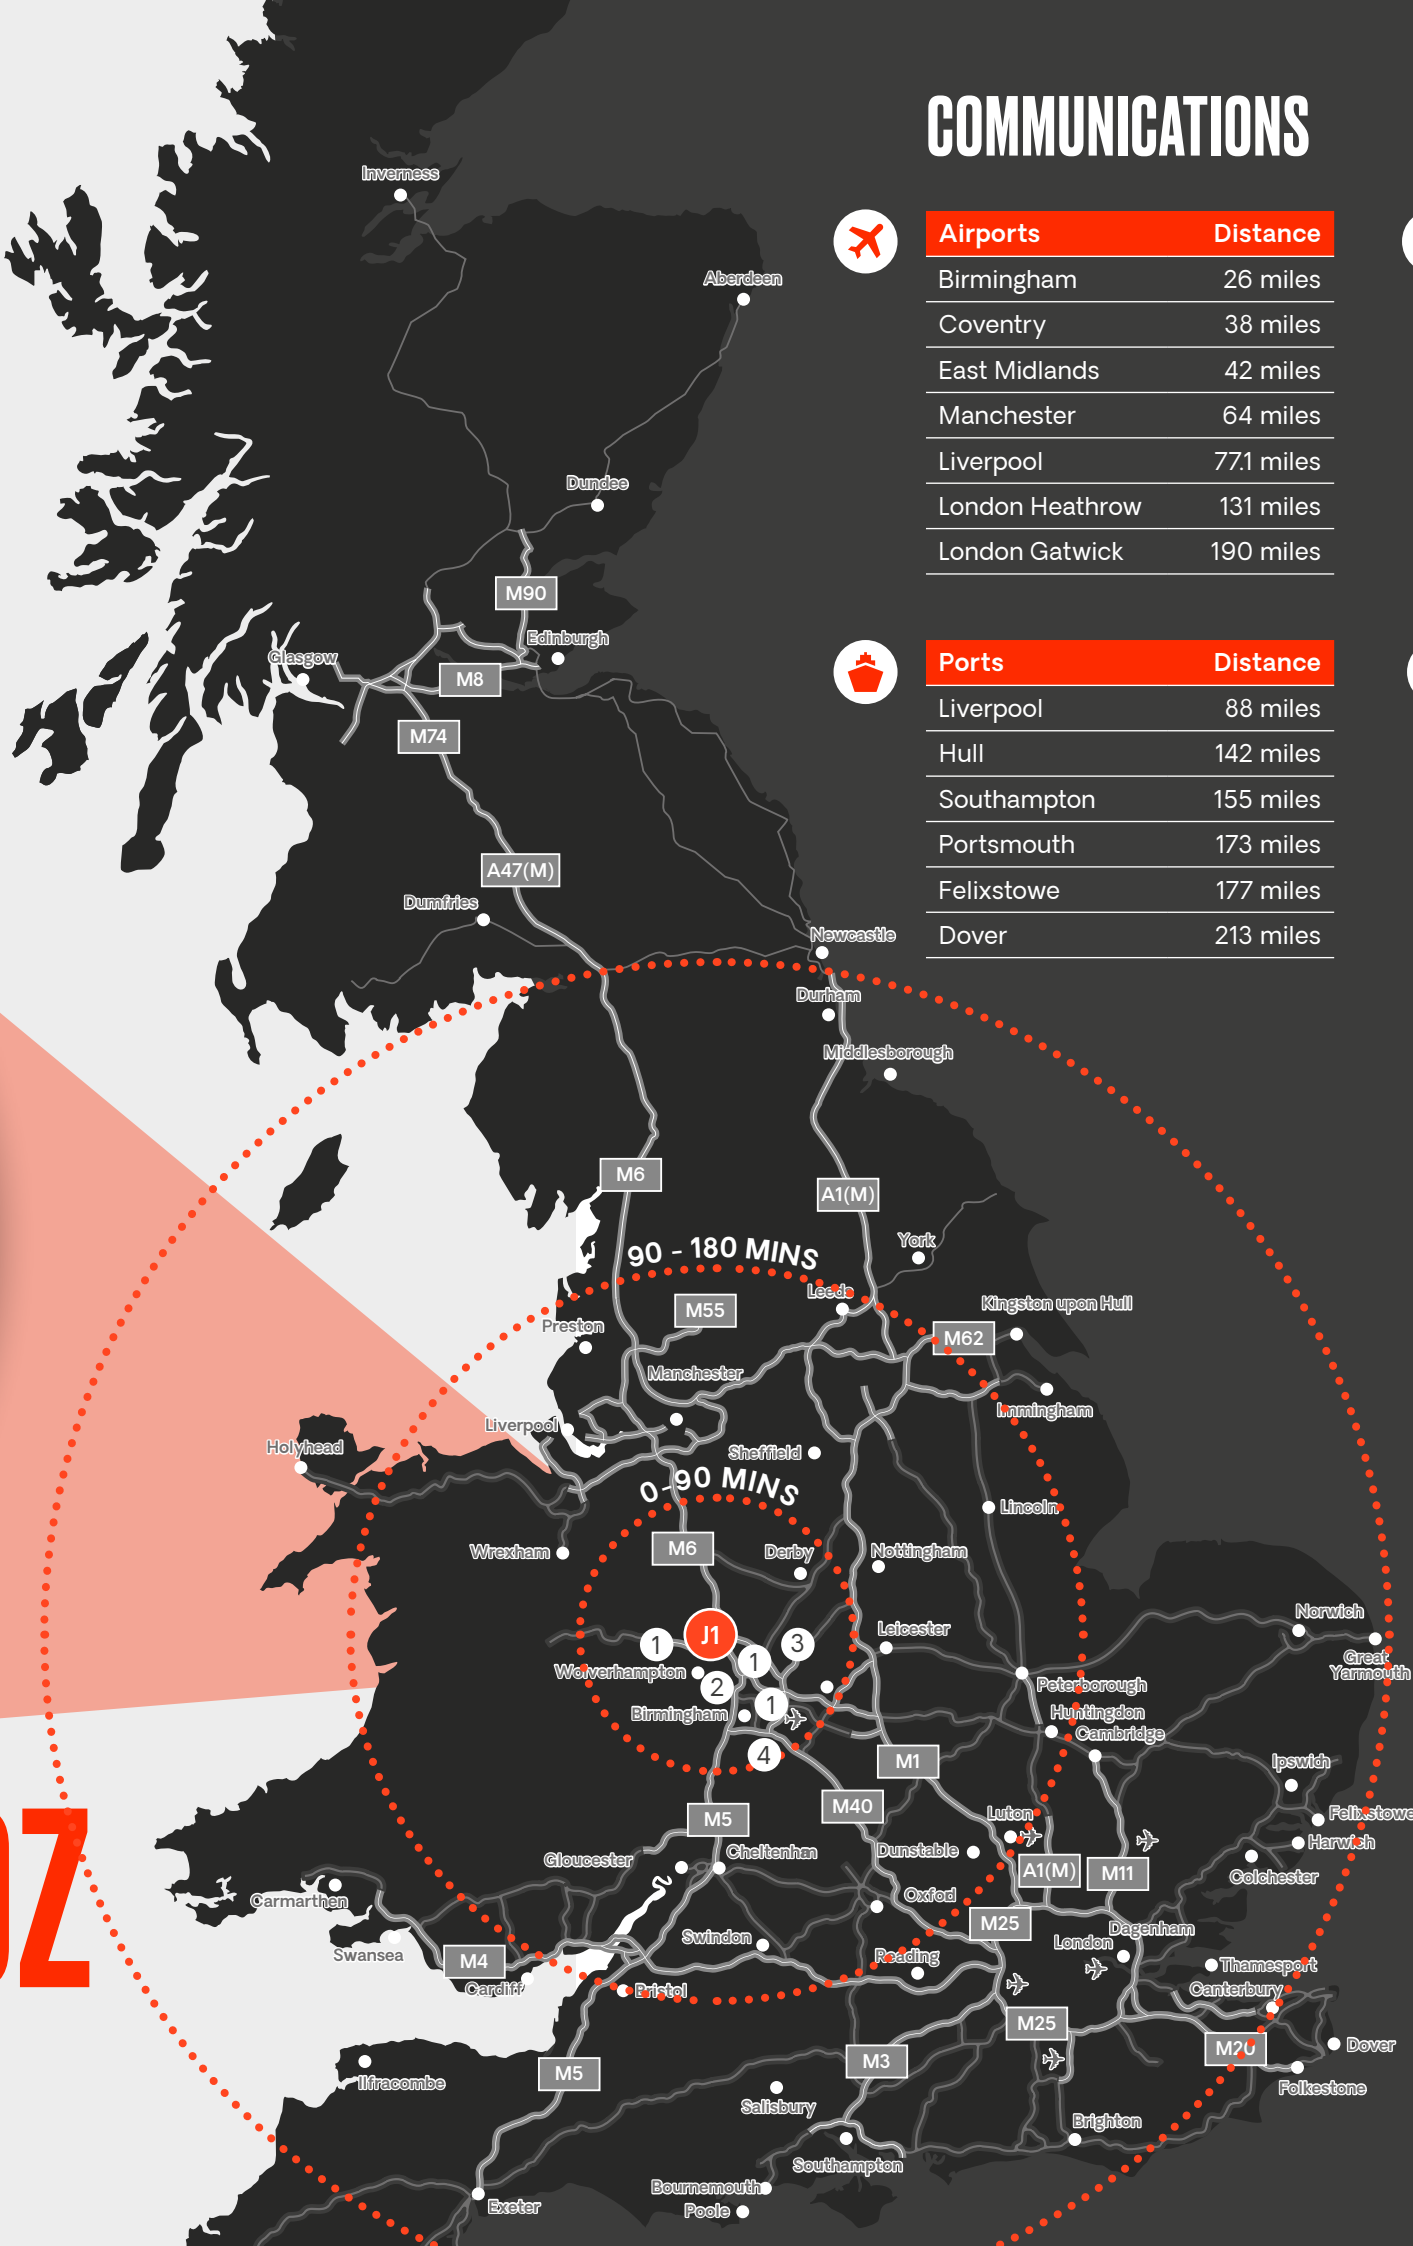 COMMUNICATIONS
Airports Distance
Birmingham 26 miles
Coventry 38 miles
East Midlands 42 miles
Manchester 64 miles
Liverpool 77.1 miles
London Heathrow 131 miles
London Gatwick 190 miles
Ports Distance
Liverpool 88 miles
Hull 142 miles
Southampton 155 miles
Portsmouth 173 miles
Felixstowe 177 miles
Dover 213 miles
Inverness
Aberdeen
Dundee
M90
Edinburgh
Glasgow
M8
M74
A47(M)
Dumfries
Newcastle
Durham
Middlesborough
M6
A1(M)
York
90 - 180 MINS
Leeds
Kingston upon Hull
M55
Preston
M62
Manchester
Immingham
Liverpool
Holyhead
Sheffield
0-90 MINS
Lincoln
M6
Wrexham
Derby
Nottingham
Norwich
J1
Leicester
1
3
1
Great
Yarmouth
Wolverhampton
2
Peterborough
1
Birmingham
Huntingdon
Cambridge
4
M1
Ipswich
M40
M5
Luton
Felixstowe
OZ
Harwich
Cheltenham
Dunstable
Gloucester
A1(M)
M11
Colchester
Carmarthen
Oxford
M25
Dagenham
Swindon
London
Swansea
Reading
M4
Thamesport
Cardiff
Bristol
Canterbury
M25
Dover
M20
M3
M5
Ilfracombe
Folkestone
Salisbury
Brighton
Southampton
Bournemouth
Exeter
Poole